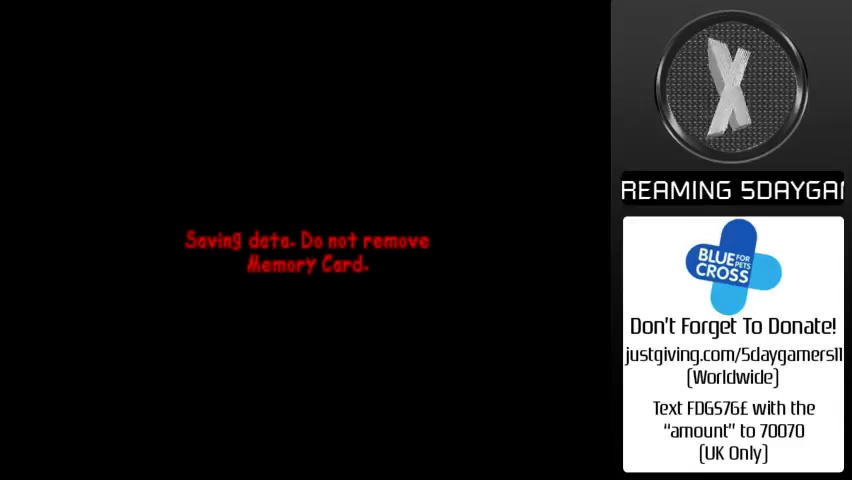 Saving data. Do not remove
Memory Card.
X
REAMING 5DAYGA
BLUE FOR PETS
CROSS
Don't Forget To Donate!
justgiving.com/5daygamers11
(Worldwide)
Text FDGS76£ with the
"amount" to 70070
(UK Only)